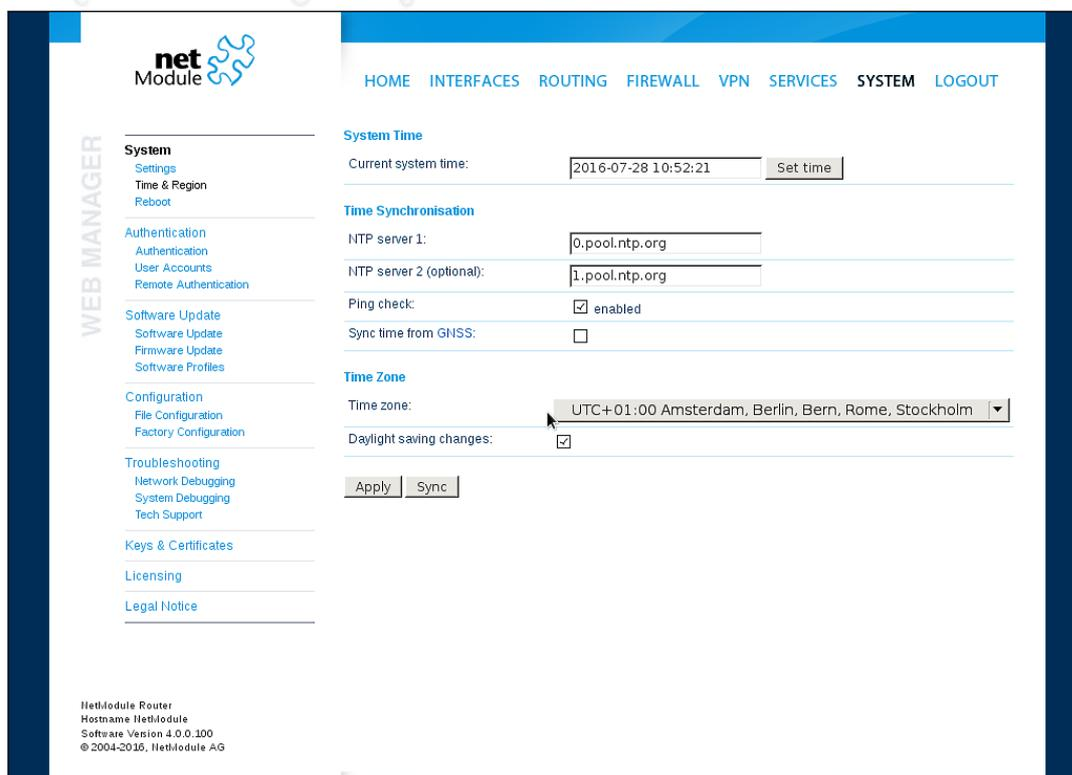 net
Module
HOME INTERFACES ROUTING FIREWALL VPN SERVICES SYSTEM LOGOUT
WEB MANAGER
System
Settings
Time & Region
Reboot
Authentication
Authentication
User Accounts
Remote Authentication
Software Update
Software Update
Firmware Update
Software Profiles
Configuration
File Configuration
Factory Configuration
Troubleshooting
Network Debugging
System Debugging
Tech Support
Keys & Certificates
Licensing
Legal Notice
System Time
Current system time: 2016-07-28 10:52:21 Set time
Time Synchronisation
NTP server 1: 0.pool.ntp.org
NTP server 2 (optional): 1.pool.ntp.org
Ping check: enabled
Sync time from GNSS:
Time Zone
Time zone: UTC+01:00 Amsterdam, Berlin, Bern, Rome, Stockholm
Daylight saving changes:
Apply Sync
NetModule Router
Hostname NetModule
Software Version 4.0.0.100
© 2004-2016, NetModule AG